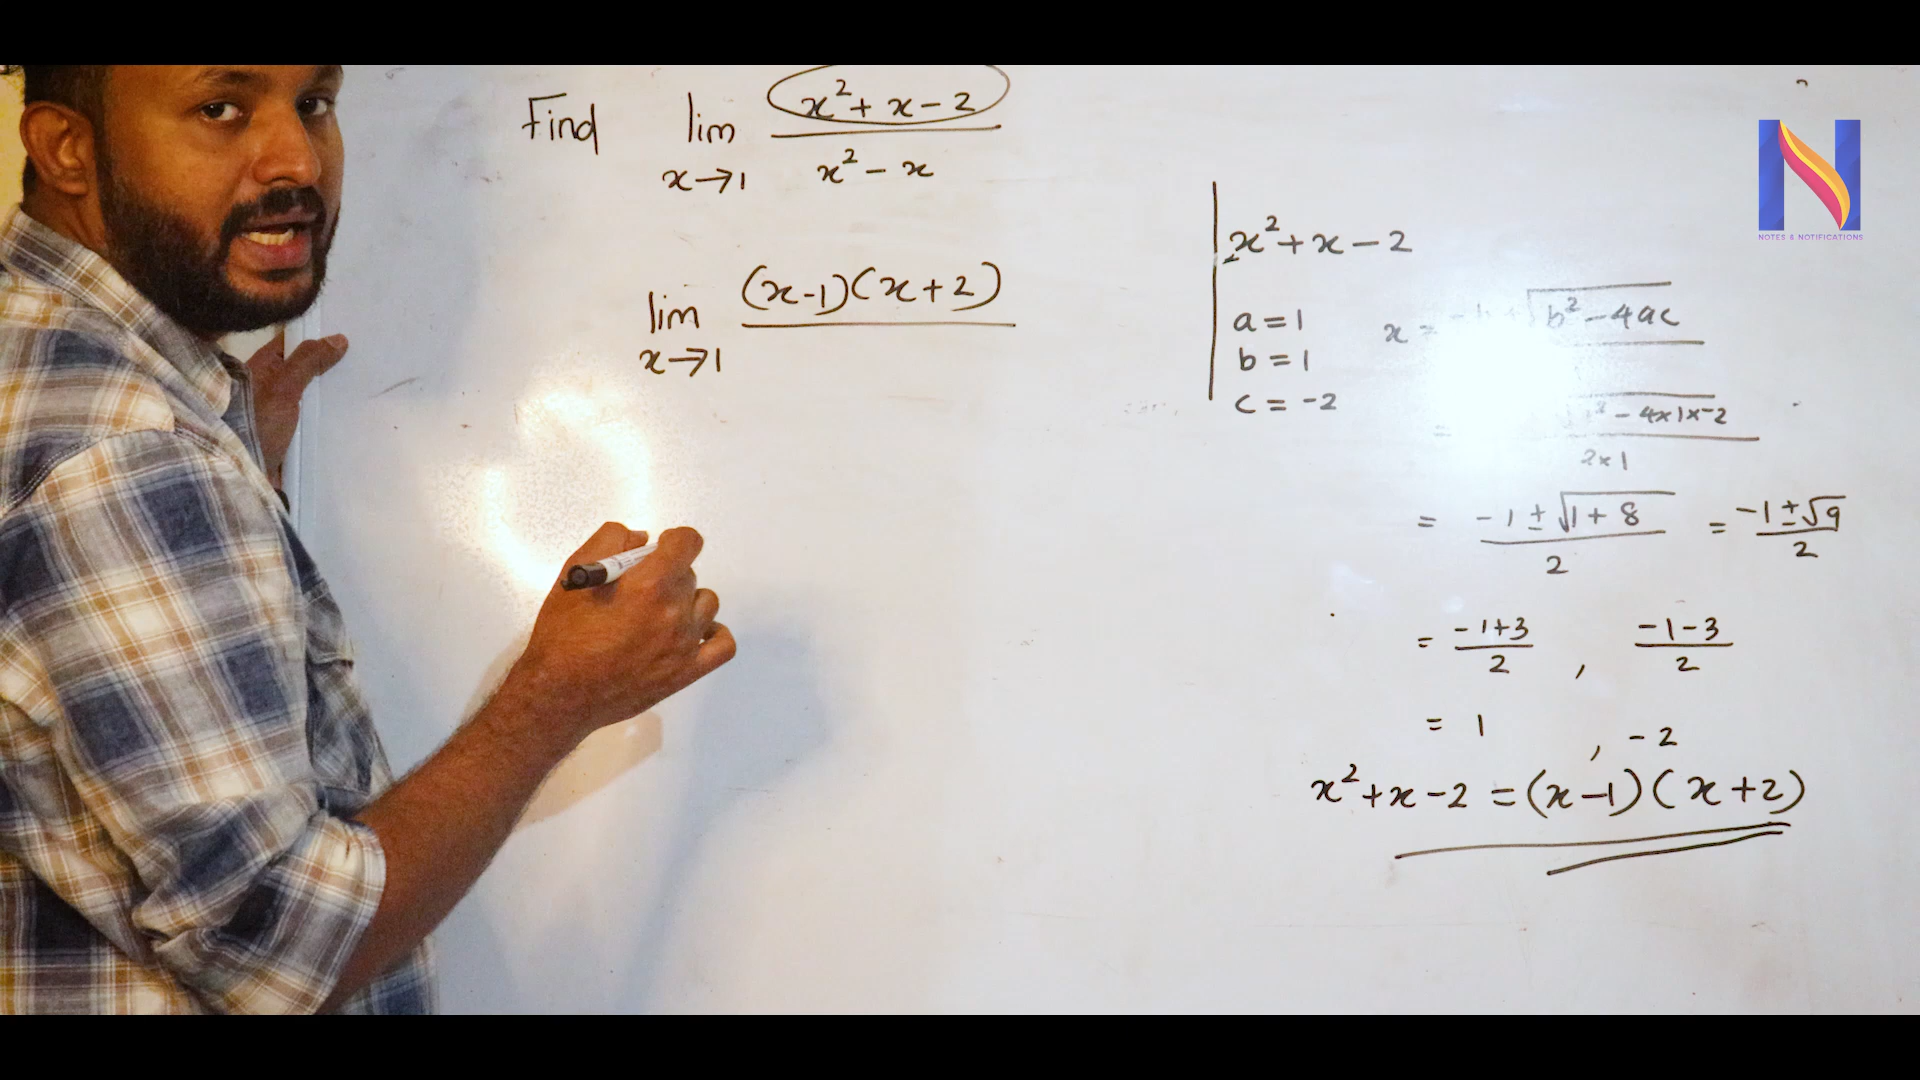 Find lim x→1 (x²+x-2)/(x²-x)
lim x→1 (x-1)(x+2)
x²+x-2
a=1
b=1
c=-2
x= √b²-4ac
= -4×1×-2 / 2×1
= (-1±√1+8)/2 = (-1±√9)/2
= (-1+3)/2 , (-1-3)/2
= 1 , -2
x²+x-2=(x-1)(x+2)
N
NOTES & NOTIFICATIONS